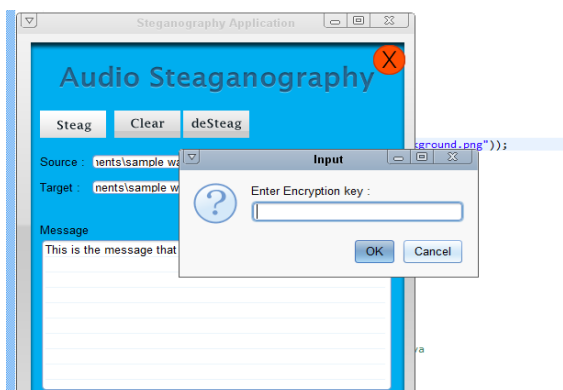 Steganography Application
X
Audio Steaganography
Steag Clear deSteag
ground.png"));
Source : nents\sample wa
Input
Target : nents\sample w
Enter Encryption key :
?
Message
This is the message that
OK Cancel
va